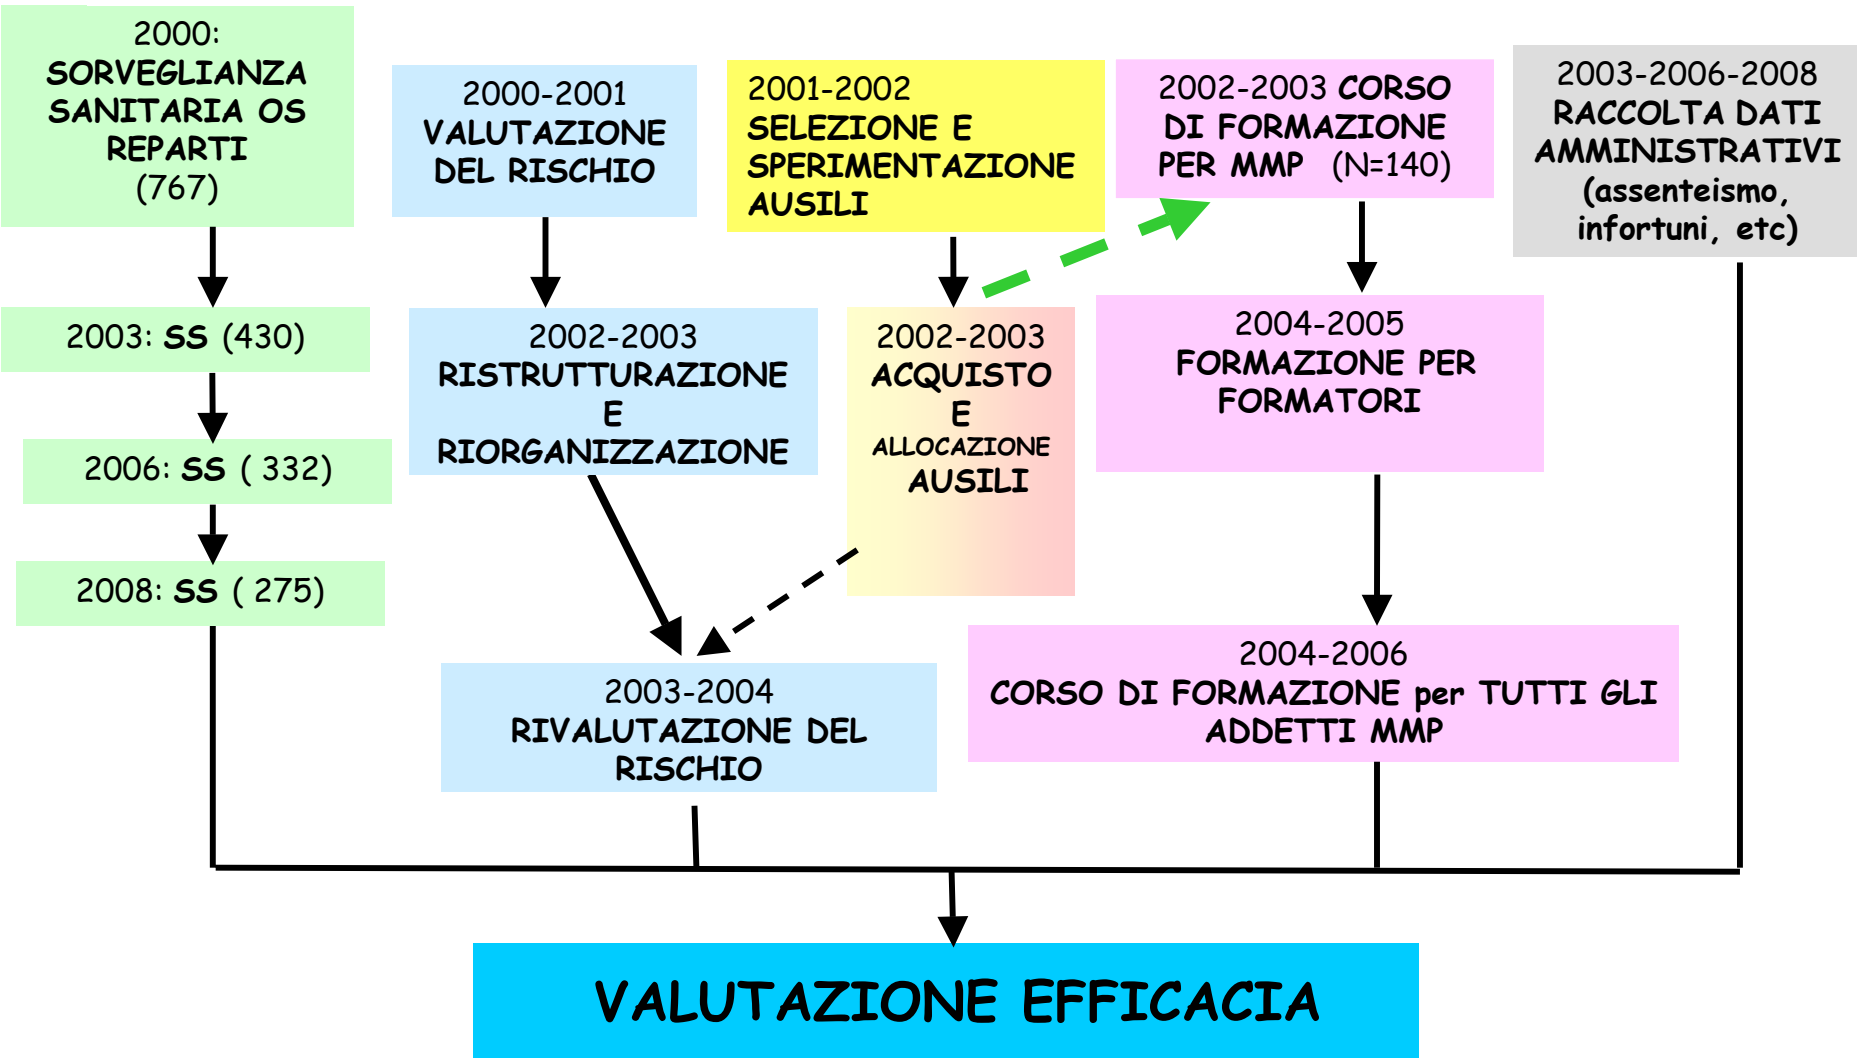 2000:
SORVEGLIANZA
SANITARIA OS
REPARTI
(767)
2003: SS (430)
2006: SS ( 332)
2008: SS ( 275)
2000-2001
VALUTAZIONE
DEL RISCHIO
2002-2003
RISTRUTTURAZIONE
E
RIORGANIZZAZIONE
2003-2004
RIVALUTAZIONE DEL
RISCHIO
2001-2002
SELEZIONE E
SPERIMENTAZIONE
AUSILI
2002-2003
ACQUISTO
E
ALLOCAZIONE
AUSILI
2002-2003 CORSO
DI FORMAZIONE
PER MMP (N=140)
2004-2005
FORMAZIONE PER
FORMATORI
2004-2006
CORSO DI FORMAZIONE per TUTTI GLI
ADDETTI MMP
2003-2006-2008
RACCOLTA DATI
AMMINISTRATIVI
(assenteismo,
infortuni, etc)
VALUTAZIONE EFFICACIA